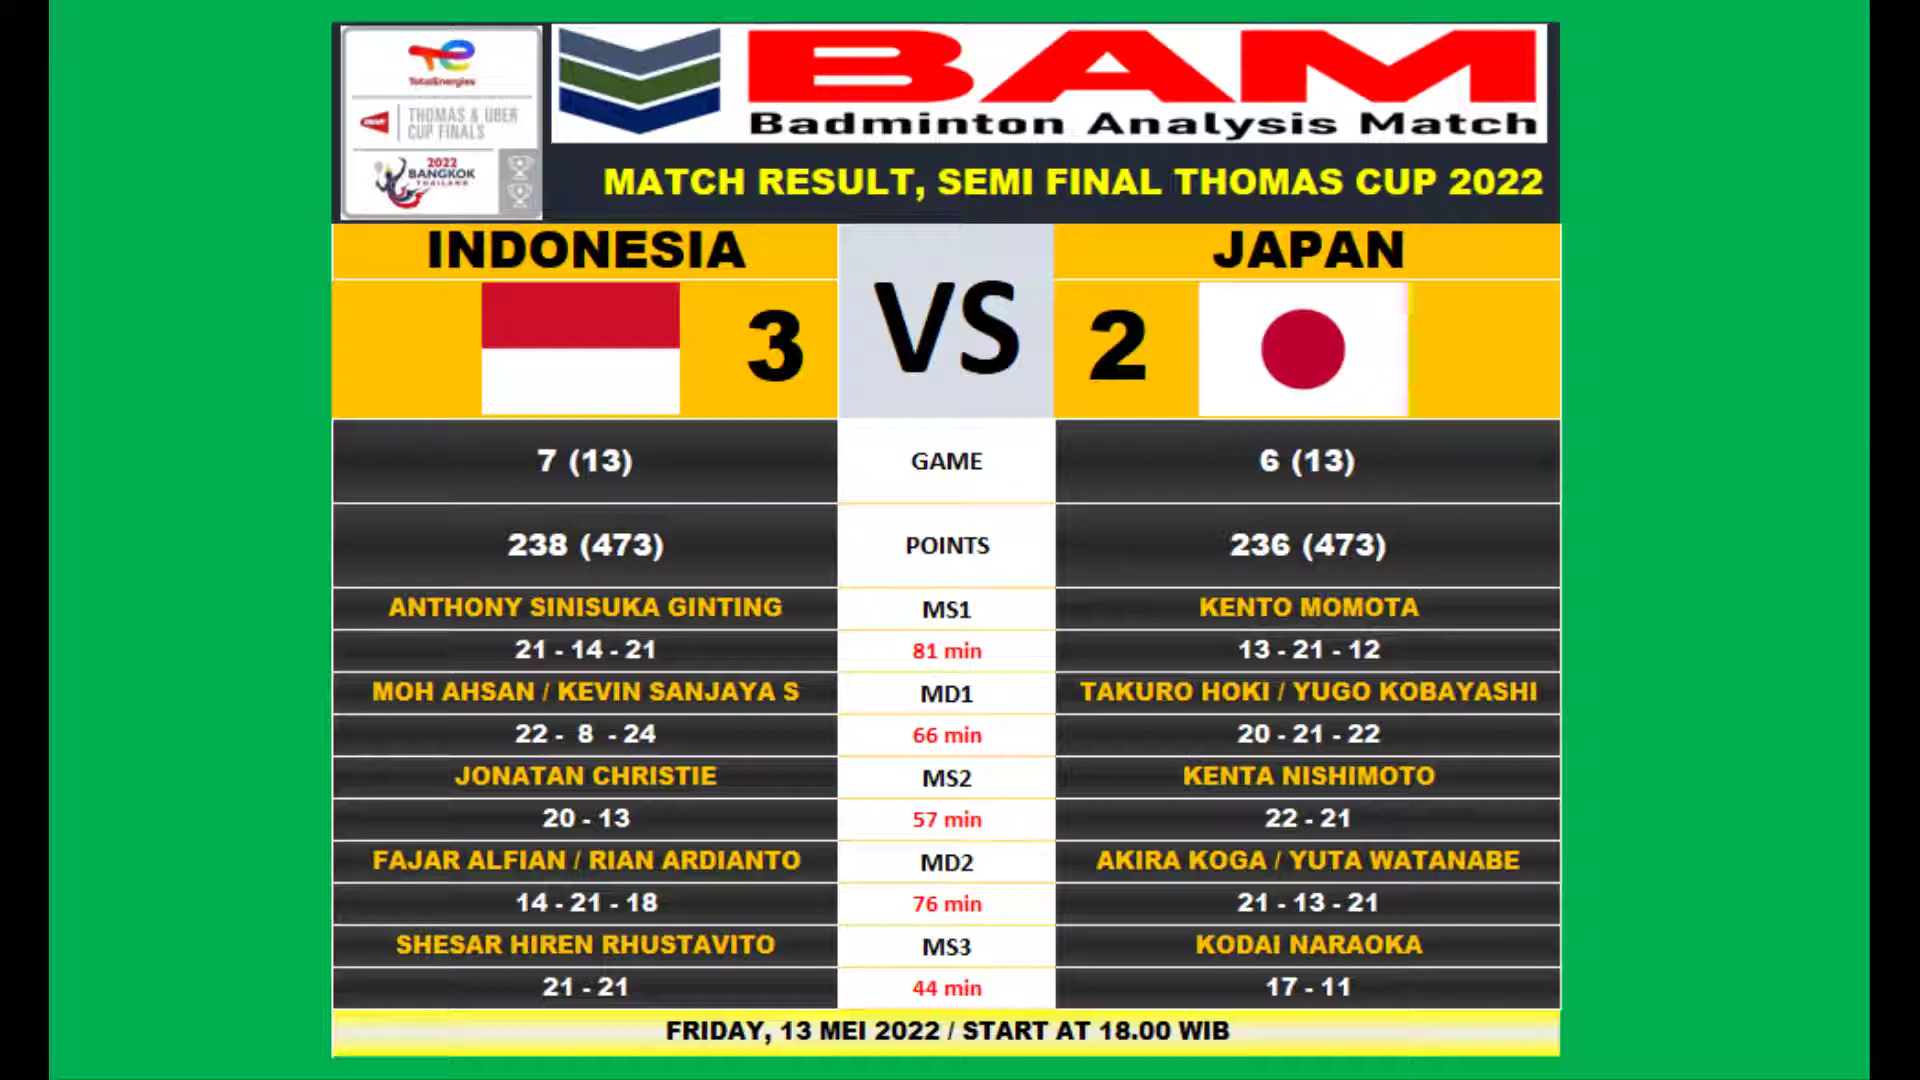 TotalEnergies
BAM
THOMAS & UBER
CUP FINALS
Badminton Analysis Match
2022
BANGKOK
THAILAND
MATCH RESULT, SEMI FINAL THOMAS CUP 2022
INDONESIA VS JAPAN
3 2
7 (13) GAME 6 (13)
238 (473) POINTS 236 (473)
ANTHONY SINISUKA GINTING MS1 KENTO MOMOTA
21 - 14 - 21 81 min 13 - 21 - 12
MOH AHSAN / KEVIN SANJAYA S MD1 TAKURO HOKI / YUGO KOBAYASHI
22 - 8 - 24 66 min 20 - 21 - 22
JONATAN CHRISTIE MS2 KENTA NISHIMOTO
20 - 13 57 min 22 - 21
FAJAR ALFIAN / RIAN ARDIANTO MD2 AKIRA KOGA / YUTA WATANABE
14 - 21 - 18 76 min 21 - 13 - 21
SHESAR HIREN RHUSTAVITO MS3 KODAI NARAOKA
21 - 21 44 min 17 - 11
FRIDAY, 13 MEI 2022 / START AT 18.00 WIB